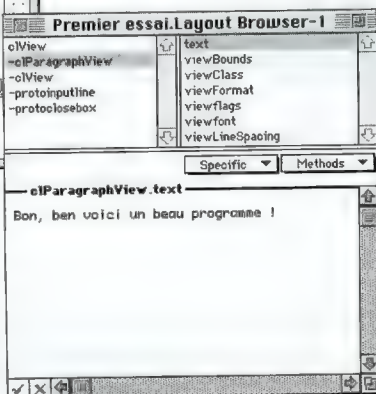 Premier essai.Layout Browser-1
clView
-clParagraphView
-clView
-protoinputline
-protoclosebox
text
viewBounds
viewClass
viewFormat
viewflags
viewfont
viewLineSpacing
Specific
Methods
clParagraphView.text
Bon, ben voici un beau programme !